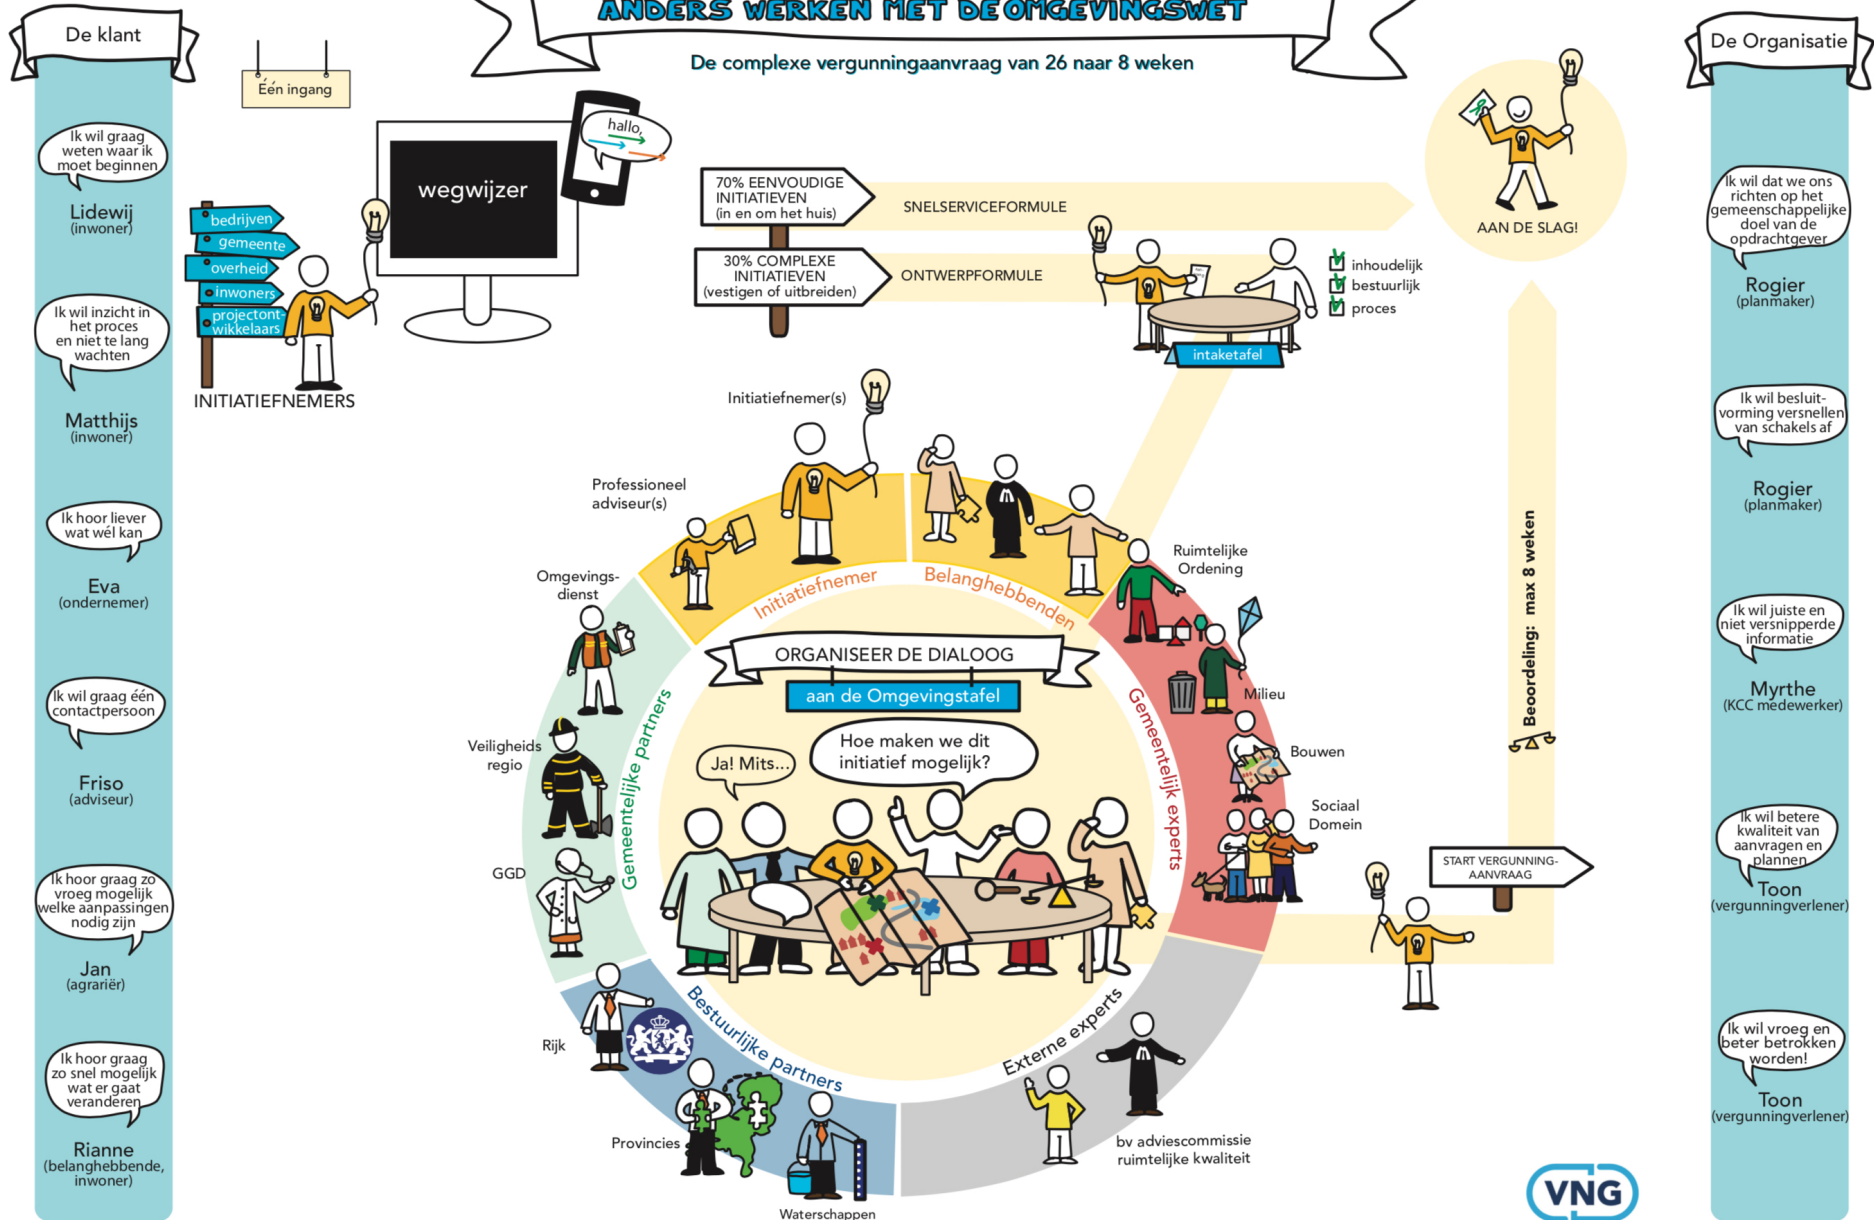 ANDERS WERKEN MET DE OMGEVINGSWET
De complexe vergunningaanvraag van 26 naar 8 weken
De klant
Ik wil graag
weten waar ik
moet beginnen
Lidewij
(inwoner)
Ik wil inzicht in
het proces
en niet te lang
wachten
Matthijs
(inwoner)
Ik hoor liever
wat wél kan
Eva
(ondernemer)
Ik wil graag één
contactpersoon
Friso
(adviseur)
Ik hoor graag zo
vroeg mogelijk
welke aanpassingen
nodig zijn
Jan
(agrariër)
Ik hoor graag
zo snel mogelijk
wat er gaat
veranderen
Rianne
(belanghebbende,
inwoner)
Één ingang
bedrijven
gemeente
overheid
inwoners
projectont-
wikkelaars
INITIATIEFNEMERS
wegwijzer
hallo,
70% EENVOUDIGE
INITIATIEVEN
(in en om het huis)
SNELSERVICEFORMULE
30% COMPLEXE
INITIATIEVEN
(vestigen of uitbreiden)
ONTWERPFORMULE
intaketafel
inhoudelijk
bestuurlijk
proces
AAN DE SLAG!
Initiatiefnemer(s)
Professioneel
adviseur(s)
Initiatiefnemer
Belanghebbenden
Omgevings-
dienst
Veiligheids
regio
GGD
Gemeentelijke partners
Ruimtelijke
Ordening
Milieu
Bouwen
Sociaal
Domein
Gemeentelijk experts
ORGANISEER DE DIALOOG
aan de Omgevingstafel
Ja! Mits...
Hoe maken we dit
initiatief mogelijk?
Bestuurlijke partners
Rijk
Provincies
Waterschappen
Externe experts
bv adviescommissie
ruimtelijke kwaliteit
START VERGUNNING-
AANVRAAG
Beoordeling: max 8 weken
De Organisatie
Ik wil dat we ons
richten op het
gemeenschappelijke
doel van de
opdrachtgever
Rogier
(planmaker)
Ik wil besluit-
vorming versnellen
van schakels af
Rogier
(planmaker)
Ik wil juiste en
niet versnipperde
informatie
Myrthe
(KCC medewerker)
Ik wil betere
kwaliteit van
aanvragen en
plannen
Toon
(vergunningverlener)
Ik wil vroeg en
beter betrokken
worden!
Toon
(vergunningverlener)
VNG